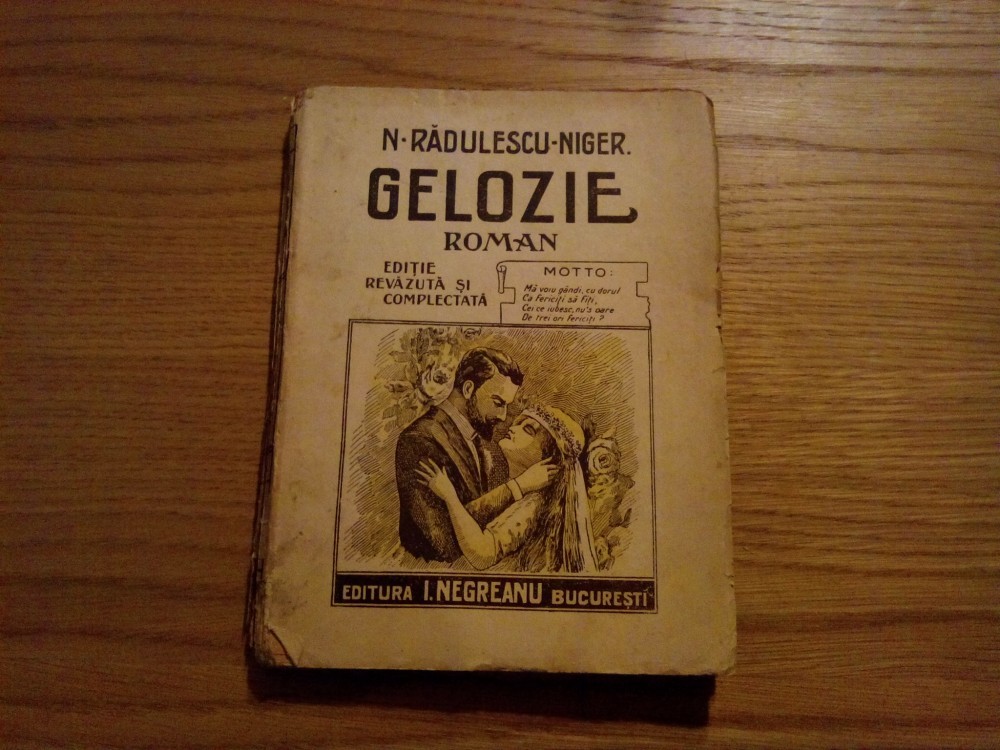 N·RĂDULESCU-NIGER.
GELOZIE
ROMAN
EDIȚIE
REVĂZUTĂ ȘI
COMPLECTATĂ
MOTTO:
Mă voiu gândi, cu dorul
Ca Fericiți să Fiți,
Cei ce iubesc, nu's oare
De trei ori Fericiți?
EDITURA I. NEGREANU BUCUREȘTI